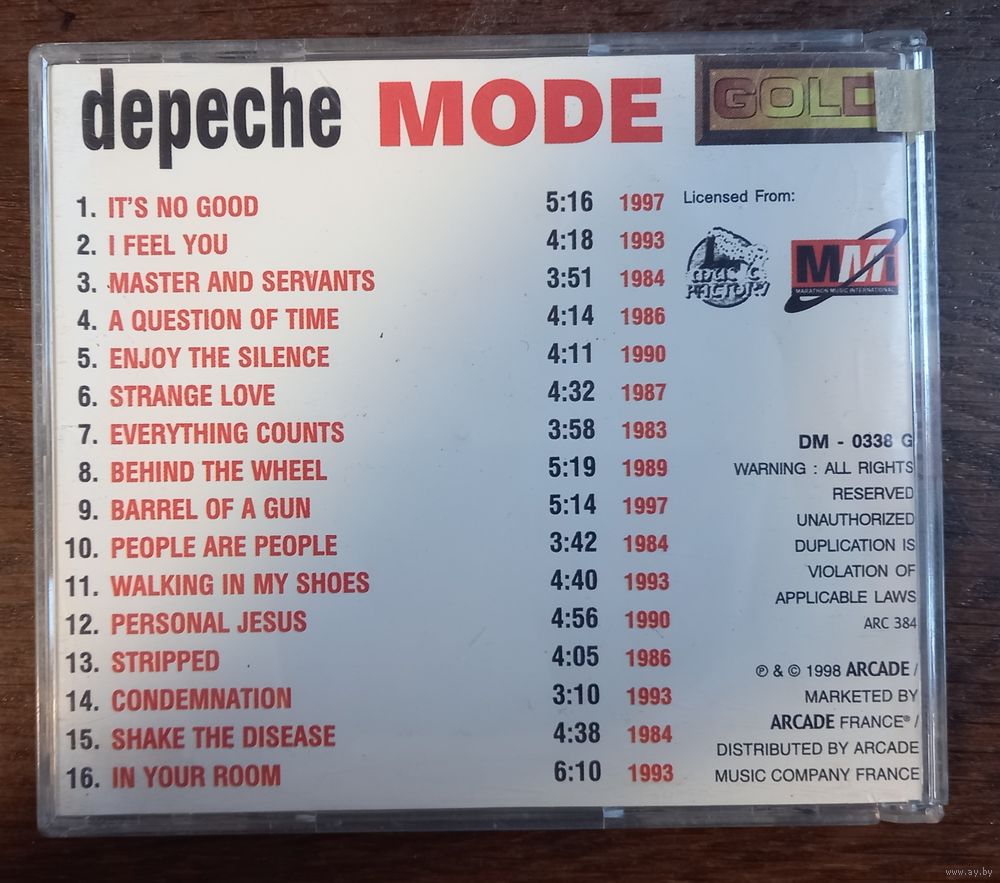 depeche MODE GOLD
1. IT'S NO GOOD 5:16 1997
2. I FEEL YOU 4:18 1993
3. MASTER AND SERVANTS 3:51 1984
4. A QUESTION OF TIME 4:14 1986
5. ENJOY THE SILENCE 4:11 1990
6. STRANGE LOVE 4:32 1987
7. EVERYTHING COUNTS 3:58 1983
8. BEHIND THE WHEEL 5:19 1989
9. BARREL OF A GUN 5:14 1997
10. PEOPLE ARE PEOPLE 3:42 1984
11. WALKING IN MY SHOES 4:40 1993
12. PERSONAL JESUS 4:56 1990
13. STRIPPED 4:05 1986
14. CONDEMNATION 3:10 1993
15. SHAKE THE DISEASE 4:38 1984
16. IN YOUR ROOM 6:10 1993
Licensed From:
FACTORY
MMi
MARATHON MUSIC INTERNATIONAL
DM - 0338 G
WARNING : ALL RIGHTS
RESERVED
UNAUTHORIZED
DUPLICATION IS
VIOLATION OF
APPLICABLE LAWS
ARC 384
℗ & © 1998 ARCADE /
MARKETED BY
ARCADE FRANCE® /
DISTRIBUTED BY ARCADE
MUSIC COMPANY FRANCE
www.ay.by